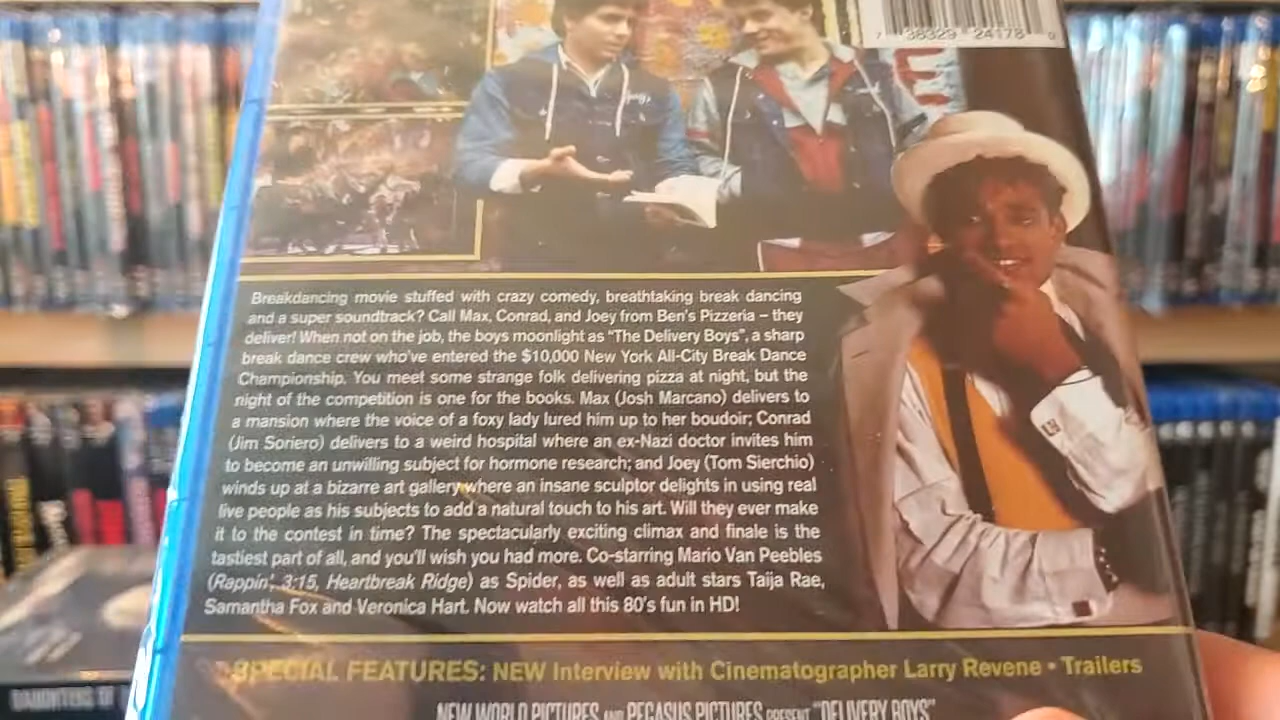 7 38329 24178 0
Breakdancing movie stuffed with crazy comedy, breathtaking break dancing
and a super soundtrack? Call Max, Conrad, and Joey from Ben's Pizzeria – they
deliver! When not on the job, the boys moonlight as "The Delivery Boys", a sharp
break dance crew who've entered the $10,000 New York All-City Break Dance
Championship. You meet some strange folk delivering pizza at night, but the
night of the competition is one for the books. Max (Josh Marcano) delivers to
a mansion where the voice of a foxy lady lured him up to her boudoir; Conrad
(Jim Soriero) delivers to a weird hospital where an ex-Nazi doctor invites him
to become an unwilling subject for hormone research; and Joey (Tom Sierchio)
winds up at a bizarre art gallery where an insane sculptor delights in using real
live people as his subjects to add a natural touch to his art. Will they ever make
it to the contest in time? The spectacularly exciting climax and finale is the
tastiest part of all, and you'll wish you had more. Co-starring Mario Van Peebles
(Rappin', 3:15, Heartbreak Ridge) as Spider, as well as adult stars Taija Rae,
Samantha Fox and Veronica Hart. Now watch all this 80's fun in HD!
SPECIAL FEATURES: NEW Interview with Cinematographer Larry Revene • Trailers
NEW WORLD PICTURES AND PEGASUS PICTURES PRESENT "DELIVERY BOYS"
DAUGHTERS OF